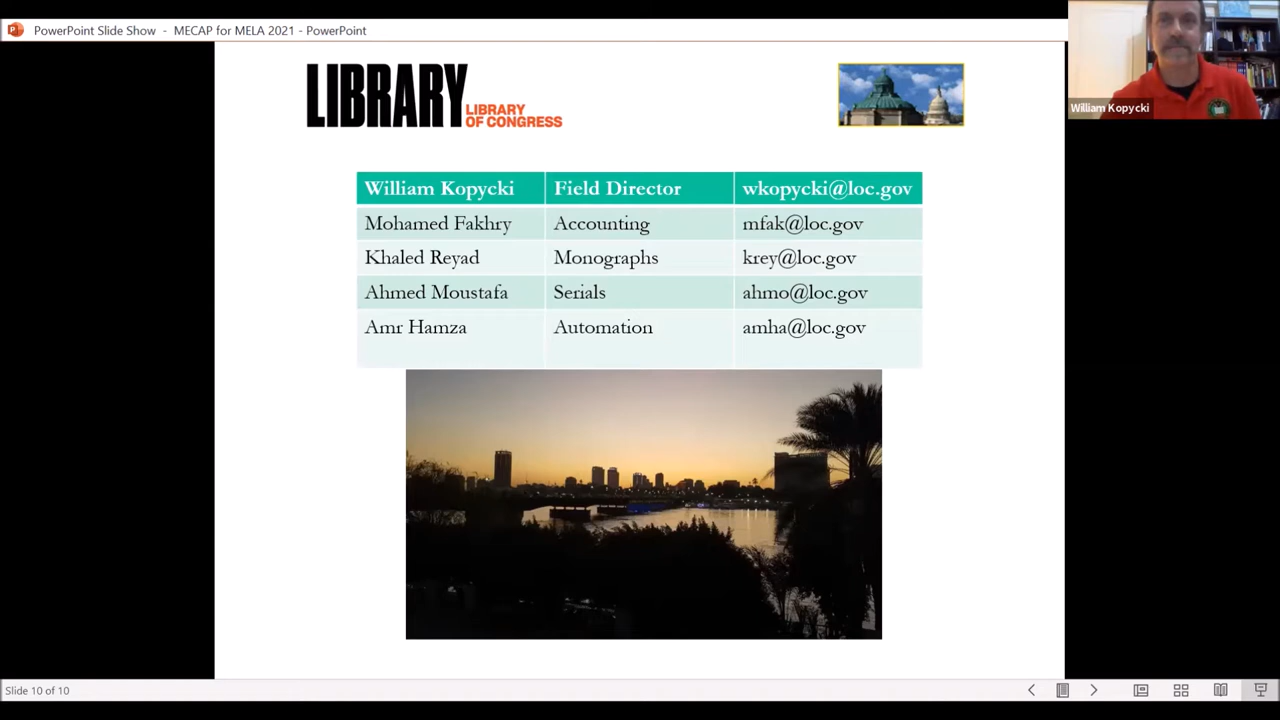 PowerPoint Slide Show - MECAP for MELA 2021 - PowerPoint
LIBRARY
LIBRARY
OF CONGRESS
William Kopycki
William Kopycki Field Director wkopycki@loc.gov
Mohamed Fakhry Accounting mfak@loc.gov
Khaled Reyad Monographs krey@loc.gov
Ahmed Moustafa Serials ahmo@loc.gov
Amr Hamza Automation amha@loc.gov
Slide 10 of 10